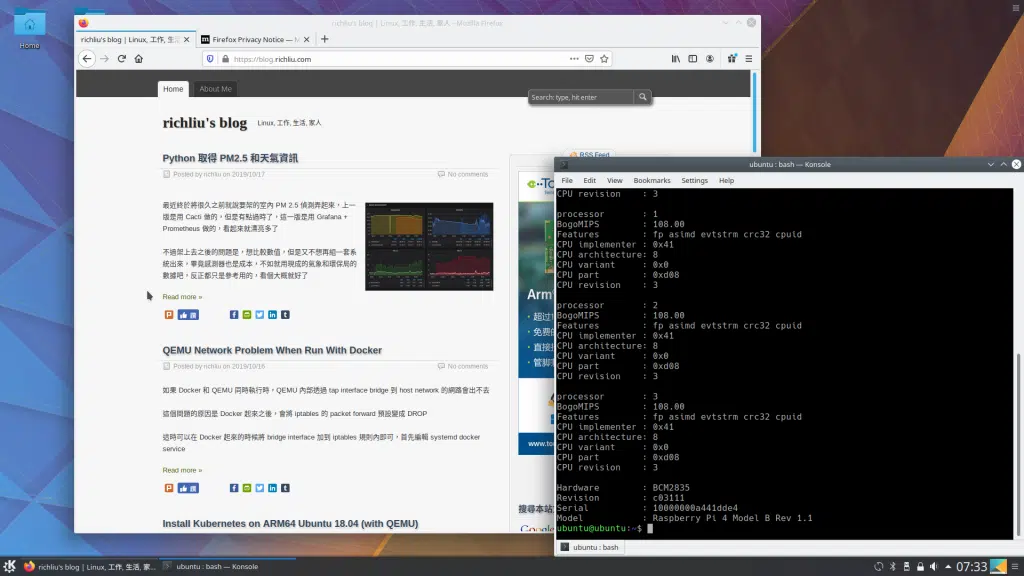 Home
richliu's blog | Linux, 工作, 生活, 家人 - Mozilla Firefox
richliu's blog | Linux, 工作, 生活
Firefox Privacy Notice —
https://blog.richliu.com
Home
About Me
Search: type, hit enter
richliu's blog
Linux, 工作, 生活, 家人
RSS Feed
Python 取得 PM2.5 和天氣資訊
Posted by richliu on 2019/10/17
No comments
最近終於將很久之前就說要架的室內 PM 2.5 偵測弄起來，上一
版是用 Cacti 做的，但是有點過時了，這一版是用 Grafana +
Prometheus 做的，看起來就漂亮多了
不過架上去之後的問題是，想比較數值，但是又不想再組一套系
統出來，畢竟感測器也是成本，不如就用現成的氣象和環保局的
數據吧，反正都只是參考用的，看個大概就好了
Read more »
讚
QEMU Network Problem When Run With Docker
Posted by richliu on 2019/10/16
No comments
如果 Docker 和 QEMU 同時執行時，QEMU 內部透過 tap interface bridge 到 host network 的網路會出不去
這個問題的原因是 Docker 起來之後，會將 iptables 的 packet forward 預設變成 DROP
這時可以在 Docker 起來的時候將 bridge interface 加到 iptables 規則內即可，首先編輯 systemd docker
service
Read more »
讚
Install Kubernetes on ARM64 Ubuntu 18.04 (with QEMU)
Arm
超過
免費的
直接
管腳
www.to
搜尋本站
Google
ubuntu : bash — Konsole
File Edit View Bookmarks Settings Help
CPU revision : 3
processor : 1
BogoMIPS : 108.00
Features : fp asimd evtstrm crc32 cpuid
CPU implementer : 0x41
CPU architecture: 8
CPU variant : 0x0
CPU part : 0xd08
CPU revision : 3
processor : 2
BogoMIPS : 108.00
Features : fp asimd evtstrm crc32 cpuid
CPU implementer : 0x41
CPU architecture: 8
CPU variant : 0x0
CPU part : 0xd08
CPU revision : 3
processor : 3
BogoMIPS : 108.00
Features : fp asimd evtstrm crc32 cpuid
CPU implementer : 0x41
CPU architecture: 8
CPU variant : 0x0
CPU part : 0xd08
CPU revision : 3
Hardware : BCM2835
Revision : c03111
Serial : 10000000a441dde4
Model : Raspberry Pi 4 Model B Rev 1.1
ubuntu@ubuntu:~$
ubuntu : bash
richliu's blog | Linux, 工作, 生活, 家...
ubuntu : bash — Konsole
07:33